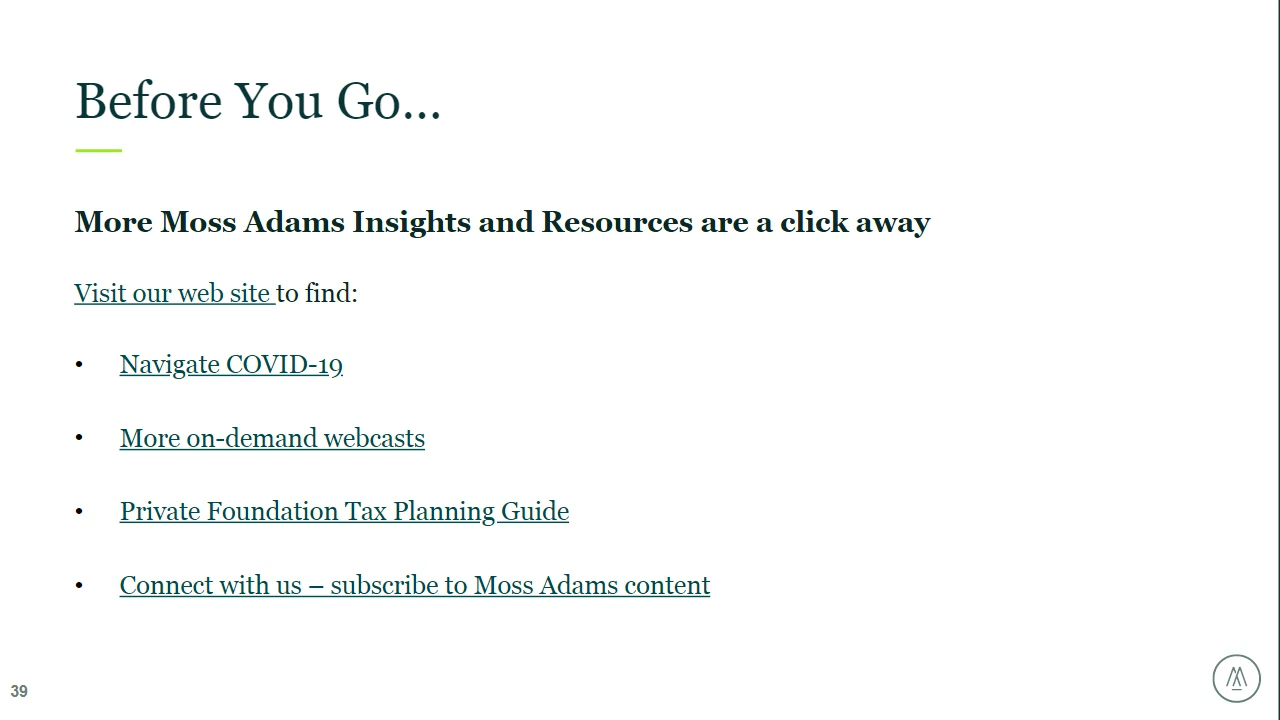 Before You Go...
More Moss Adams Insights and Resources are a click away
Visit our web site to find:
• Navigate COVID-19
• More on-demand webcasts
• Private Foundation Tax Planning Guide
• Connect with us – subscribe to Moss Adams content
39